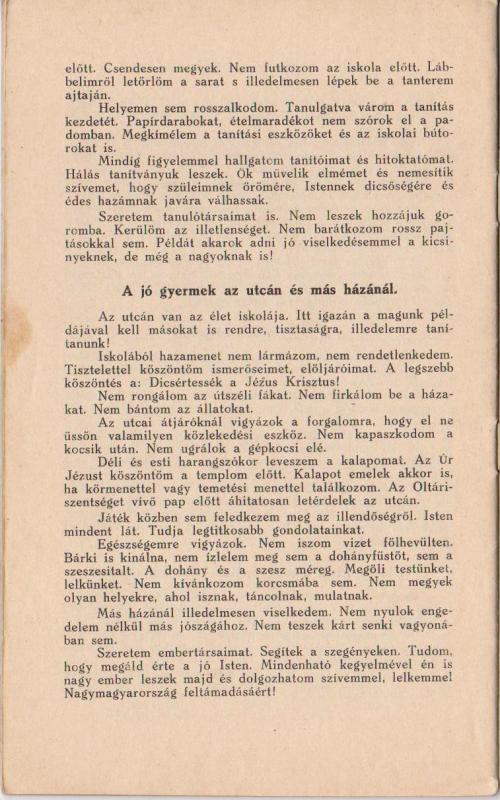 előtt. Csendesen megyek. Nem futkozom az iskola előtt. Láb-
belimről letörlöm a sarat s illedelmesen lépek be a tanterem
ajtaján.
Helyemen sem rosszalkodom. Tanulgatva várom a tanítás
kezdetét. Papírdarabokat, ételmaradékot nem szórok el a pa-
domban. Megkímélem a tanítási eszközöket és az iskolai búto-
rokat is.
Mindig figyelemmel hallgatom tanítóimat és hitoktatómat.
Hálás tanítványuk leszek. Ők művelik elmémet és nemesítik
szívemet, hogy szüleimnek örömére, Istennek dicsőségére és
édes hazámnak javára válhassak.
Szeretem tanulótársaimat is. Nem leszek hozzájuk go-
romba. Kerülöm az illetlenséget. Nem barátkozom rossz paj-
tásokkal sem. Példát akarok adni jó viselkedésemmel a kicsi-
nyeknek, de még a nagyoknak is!
A jó gyermek az utcán és más házánál.
Az utcán van az élet iskolája. Itt igazán a magunk pél-
dájával kell másokat is rendre, tisztaságra, illedelemre taní-
tanunk!
Iskolából hazamenet nem lármázom, nem rendetlenkedem.
Tisztelettel köszöntöm ismerőseimet, elöljáróimat. A legszebb
köszöntés a: Dicsértessék a Jézus Krisztus!
Nem rongálom az útszéli fákat. Nem firkálom be a háza-
kat. Nem bántom az állatokat.
Az utcai átjáróknál vigyázok a forgalomra, hogy el ne
üssön valamilyen közlekedési eszköz. Nem kapaszkodom a
kocsik után. Nem ugrálok a gépkocsi elé.
Déli és esti harangszókor leveszem a kalapomat. Az Úr
Jézust köszöntöm a templom előtt. Kalapot emelek akkor is,
ha körmenettel vagy temetési menettel találkozom. Az Oltári-
szentséget vivő pap előtt áhitatosan letérdelek az utcán.
Játék közben sem feledkezem meg az illendőségről. Isten
mindent lát. Tudja legtitkosabb gondolatainkat.
Egészségemre vigyázok. Nem iszom vizet fölhevülten.
Bárki is kinálna, nem ízlelem meg sem a dohányfüstöt, sem a
szeszesitalt. A dohány és a szesz méreg. Megöli testünket,
lelkünket. Nem kívánkozom korcsmába sem. Nem megyek
olyan helyekre, ahol isznak, táncolnak, mulatnak.
Más házánál illedelmesen viselkedem. Nem nyulok enge-
delem nélkül más jószágához. Nem teszek kárt senki vagyoná-
ban sem.
Szeretem embertársaimat. Segítek a szegényeken. Tudom,
hogy megáld érte a jó Isten. Mindenható kegyelmével én is
nagy ember leszek majd és dolgozhatom szívemmel, lelkemmel
Nagymagyarország feltámadásáért!